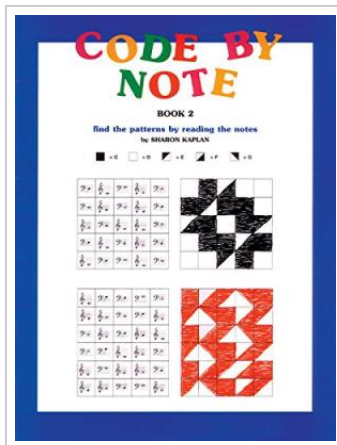 CODE BY
NOTE
BOOK 2
find the patterns by reading the notes
by SHARON KAPLAN
= C = D = E = F = G